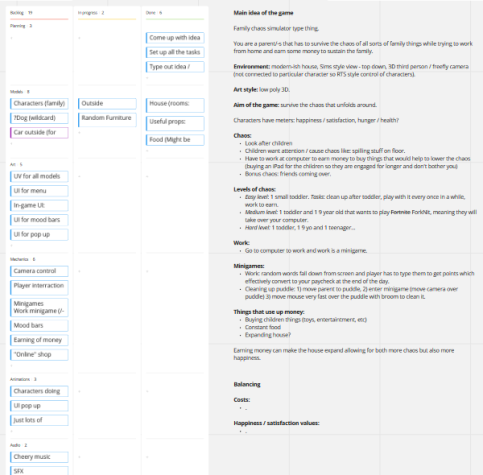 Backlog 19
In progress 2
Done 6
Planning 3
Come up with idea
Set up all the tasks
Type out idea /
Models 8
Characters (family)
?Dog (wildcard)
Car outside (for
Outside
Random Furniture
House (rooms:
Useful props:
Food (Might be
Art 5
UV for all models
UI for menu
In-game UI
UI for mood bars
UI for pop up
Mechanics 6
Camera control
Player interraction
Minigames
Work minigame (/-
Mood bars
Earning of money
"Online" shop
Animations 3
Characters doing
UI pop up
Just lots of
Audio 2
Cheery music
SFX
Main idea of the game
Family chaos simulator type thing.
You are a parent/-s that has to survive the chaos of all sorts of family things while trying to work
from home and earn some money to sustain the family.
Environment: modern-ish house, Sims style view - top down, 3D third person / freefly camera
(not connected to particular character so RTS style control of characters).
Art style: low poly 3D.
Aim of the game: survive the chaos that unfolds around.
Characters have meters: happiness / satisfaction, hunger / health?
Chaos:
• Look after children
• Children want attention / cause chaos like: spilling stuff on floor.
• Have to work at computer to earn money to buy things that would help to lower the chaos
(buying an iPad for the children so they are engaged for longer and don't bother you)
• Bonus chaos: friends coming over.
Levels of chaos:
• Easy level: 1 small toddler. Tasks: clean up after toddler, play with it every once in a while,
work to earn.
• Medium level: 1 toddler and 1 9 year old that wants to play Fortnite ForkNit, meaning they will
take over your computer.
• Hard level: 1 toddler, 1 9 yo and 1 teenager...
Work:
• Go to computer to work and work is a minigame.
Minigames:
• Work: random words fall down from screen and player has to type them to get points which
effectively convert to your paycheck at the end of the day.
• Cleaning up puddle: 1) move parent to puddle, 2) enter minigame (move camera over
puddle) 3) move mouse very fast over the puddle with broom to clean it.
Things that use up money:
• Buying children things (toys, entertaintment, etc)
• Constant food
• Expanding house?
Earning money can make the house expand allowing for both more chaos but also more
happiness.
Balancing
Costs:
• .
Happiness / satisfaction values:
• .